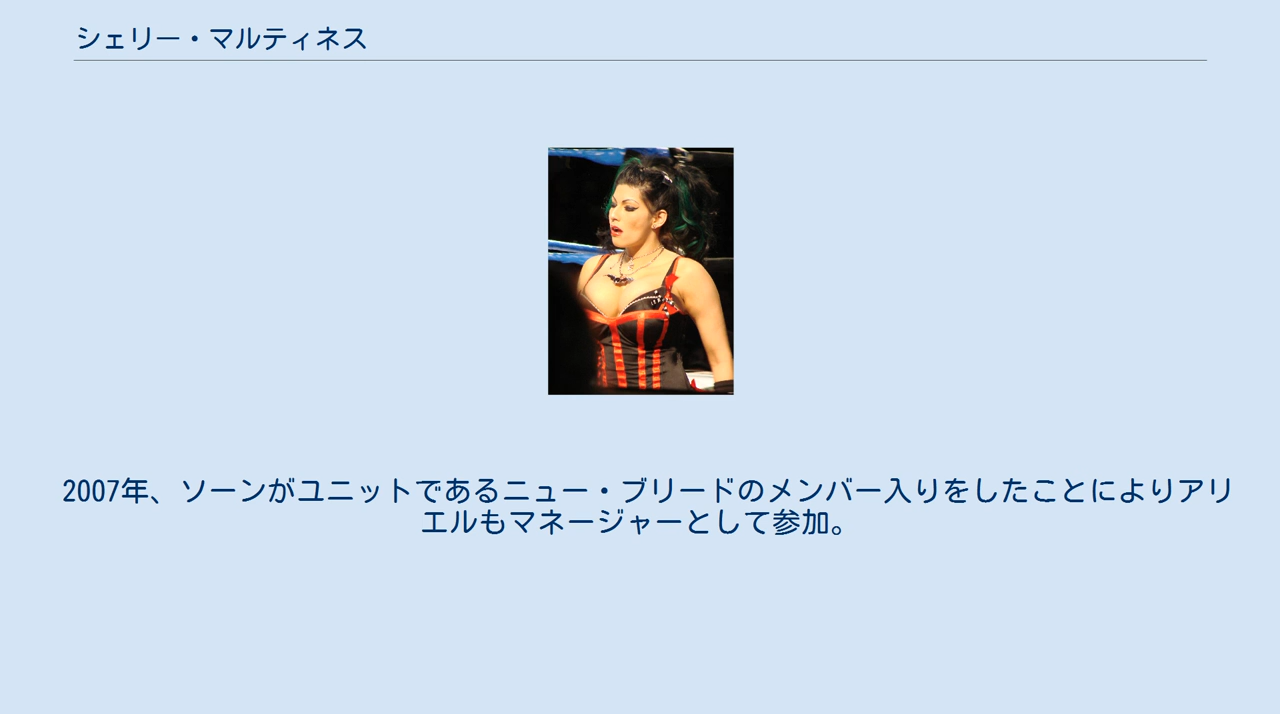 シェリー・マルティネス
2007年、ソーンがユニットであるニュー・ブリードのメンバー入りをしたことによりアリ
エルもマネージャーとして参加。